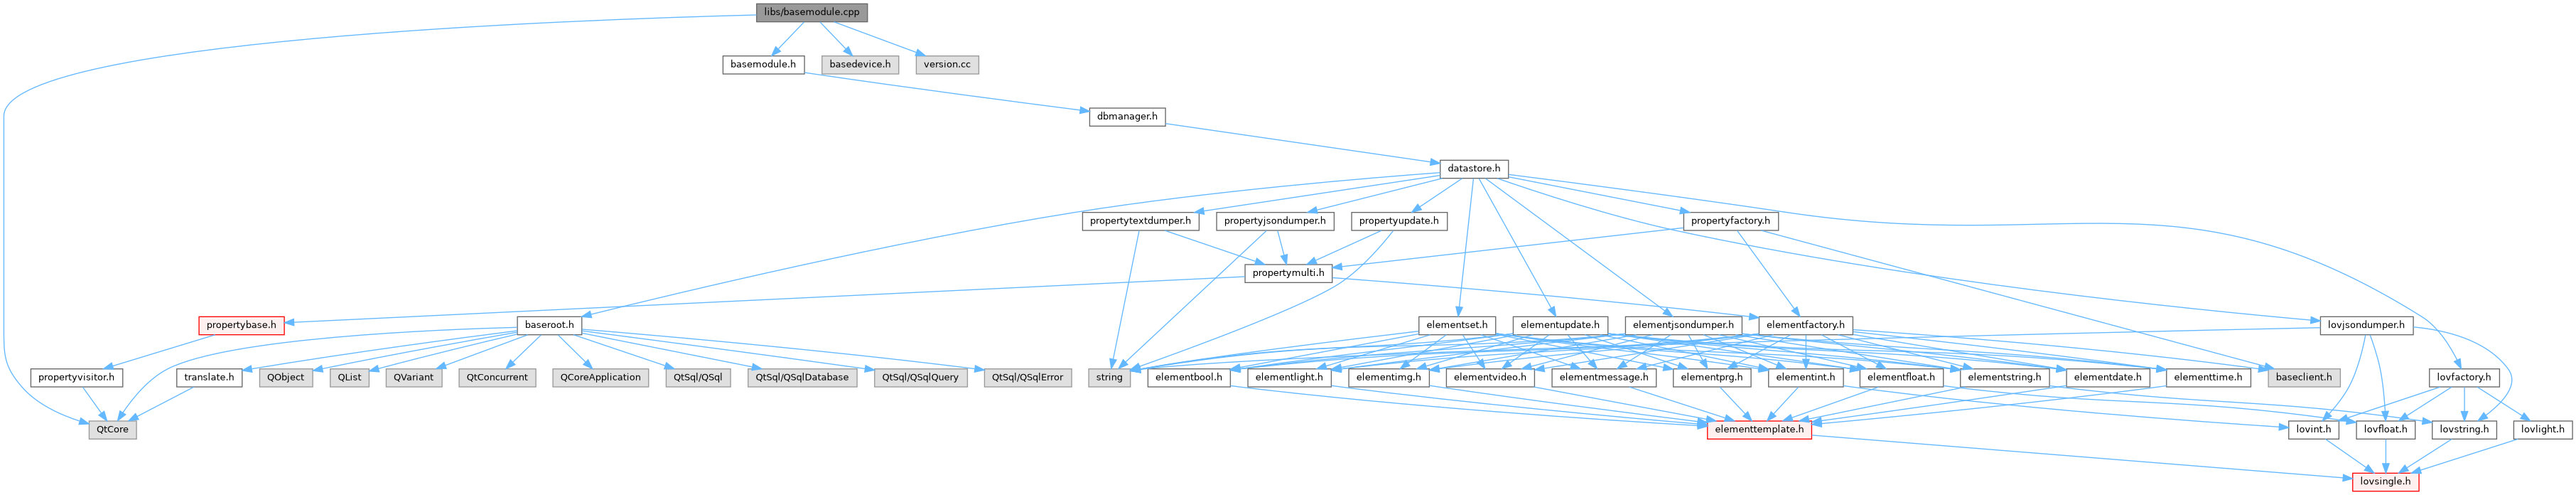 libs/basemodule.cpp
basemodule.h
basedevice.h
version.cc
dbmanager.h
datastore.h
propertytextdumper.h
propertyjsondumper.h
propertyupdate.h
propertyfactory.h
propertymulti.h
propertybase.h
baseroot.h
elementset.h
elementupdate.h
elementjsondumper.h
elementfactory.h
lovjsondumper.h
propertyvisitor.h
translate.h
QObject
QList
QVariant
QtConcurrent
QCoreApplication
QtSql/QSql
QtSql/QSqlDatabase
QtSql/QSqlQuery
QtSql/QSqlError
string
elementbool.h
elementlight.h
elementimg.h
elementvideo.h
elementmessage.h
elementprg.h
elementint.h
elementfloat.h
elementstring.h
elementdate.h
elementtime.h
baseclient.h
lovfactory.h
QtCore
elementtemplate.h
lovint.h
lovfloat.h
lovstring.h
lovlight.h
lovsingle.h